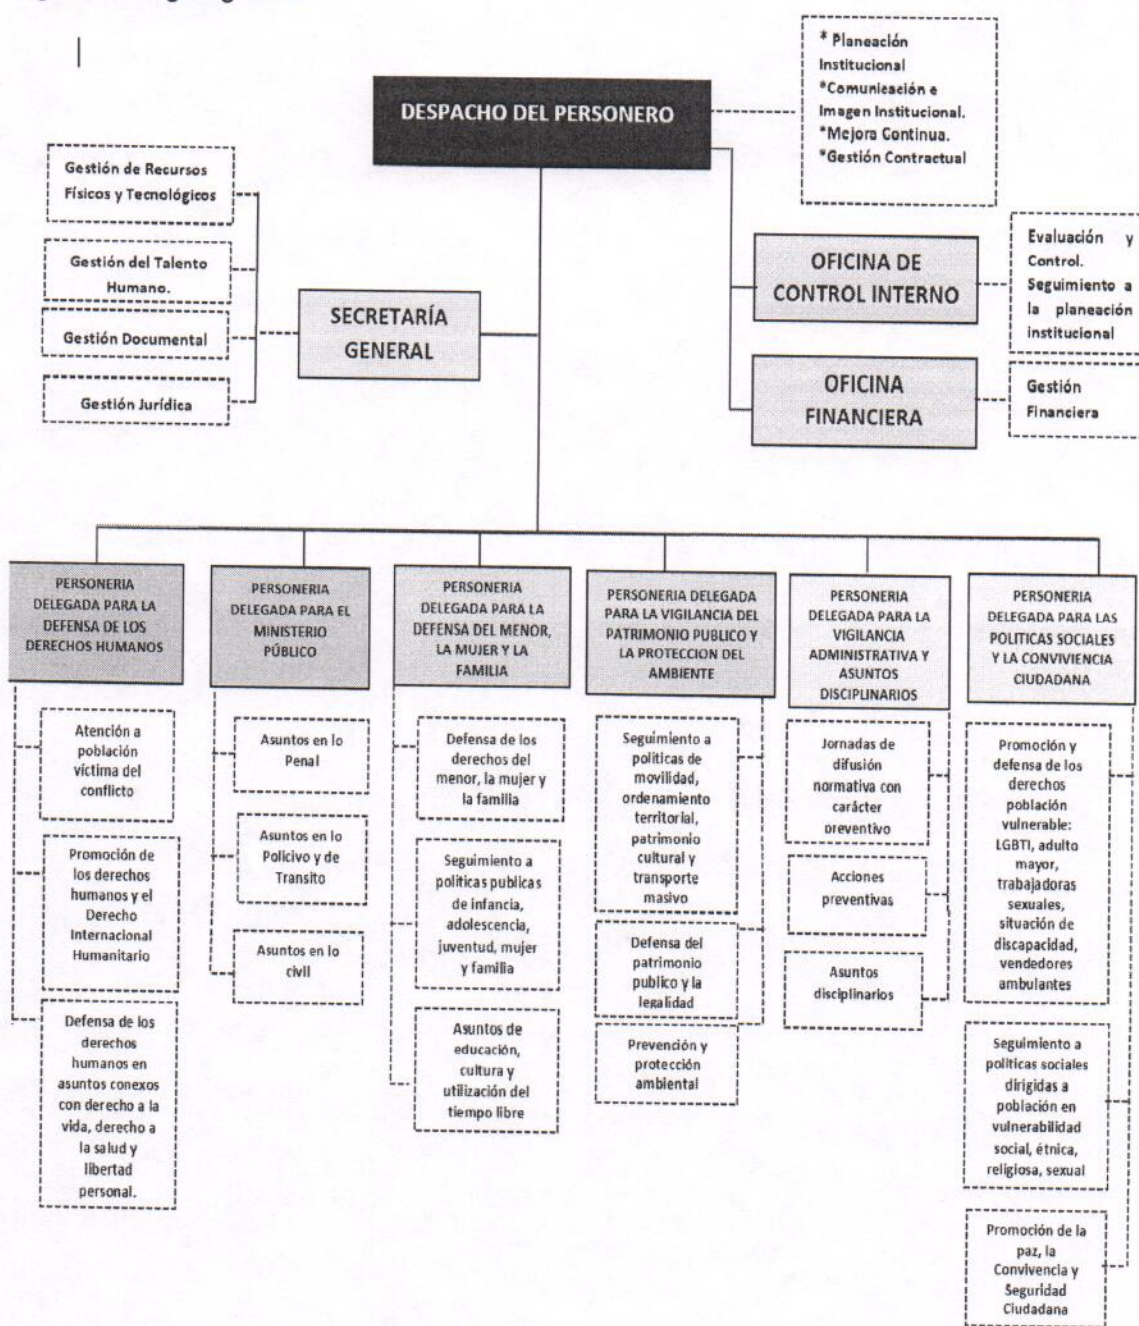 * Planeación
Institucional
*Comunicación e
Imagen Institucional.
*Mejora Continua.
*Gestión Contractual
DESPACHO DEL PERSONERO
Gestión de Recursos
Físicos y Tecnológicos
Gestión del Talento
Humano.
Gestión Documental
Gestión Jurídica
SECRETARÍA
GENERAL
OFICINA DE
CONTROL INTERNO
Evaluación y
Control.
Seguimiento a
la planeación
institucional
OFICINA
FINANCIERA
Gestión
Financiera
PERSONERIA
DELEGADA PARA LA
DEFENSA DE LOS
DERECHOS HUMANOS
Atención a
población
víctima del
conflicto
Promoción de
los derechos
humanos y el
Derecho
Internacional
Humanitario
Defensa de los
derechos
humanos en
asuntos conexos
con derecho a la
vida, derecho a
la salud y
libertad
personal.
PERSONERIA
DELEGADA PARA EL
MINISTERIO
PÚBLICO
Asuntos en lo
Penal
Asuntos en lo
Policivo y de
Transito
Asuntos en lo
civil
PERSONERIA
DELEGADA PARA LA
DEFENSA DEL MENOR,
LA MUJER Y LA
FAMILIA
Defensa de los
derechos del
menor, la mujer y
la familia
Seguimiento a
politicas publicas
de infancia,
adolescencia,
juventud, mujer
y familia
Asuntos de
educación,
cultura y
utilización del
tiempo libre
PERSONERIA DELEGADA
PARA LA VIGILANCIA DEL
PATRIMONIO PUBLICO Y
LA PROTECCION DEL
AMBIENTE
Seguimiento a
políticas de
movilidad,
ordenamiento
territorial,
patrimonio
cultural y
transporte
masivo
Defensa del
patrimonio
publico y la
legalidad
Prevención y
protección
ambiental
PERSONERIA
DELEGADA PARA LA
VIGILANCIA
ADMINISTRATIVA Y
ASUNTOS
DISCIPLINARIOS
Jornadas de
difusión
normativa con
carácter
preventivo
Acciones
preventivas
Asuntos
disciplinarios
PERSONERIA
DELEGADA PARA LAS
POLITICAS SOCIALES
Y LA CONVIVIENCIA
CIUDADANA
Promoción y
defensa de los
derechos
población
vulnerable:
LGBTI, adulto
mayor,
trabajadoras
sexuales,
situación de
discapacidad,
vendedores
ambulantes
Seguimiento a
políticas sociales
dirigidas a
población en
vulnerabilidad
social, étnica,
religiosa, sexual
Promoción de la
paz, la
Convivencia y
Seguridad
Ciudadana